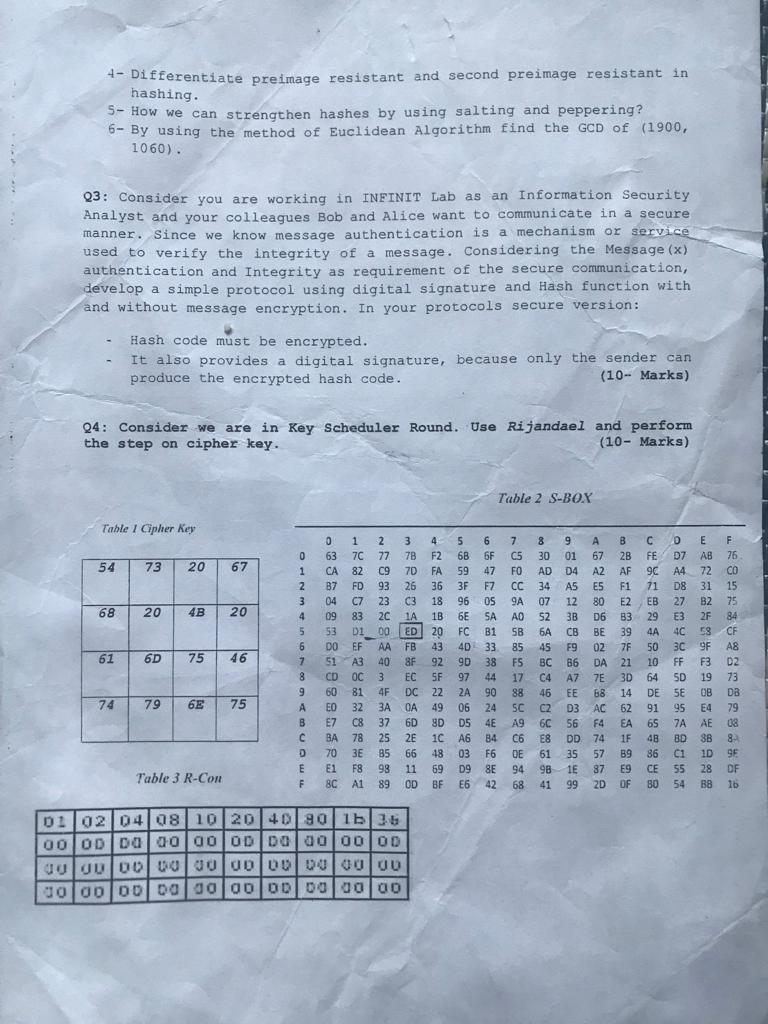 4- Differentiate preimage resistant and second preimage resistant in
hashing.
5- How we can strengthen hashes by using salting and peppering?
6- By using the method of Euclidean Algorithm find the GCD of (1900,
1060).
Q3: Consider you are working in INFINIT Lab as an Information Security
Analyst and your colleagues Bob and Alice want to communicate in a secure
manner. Since we know message authentication is a mechanism or service
used to verify the integrity of a message. Considering the Message(x)
authentication and Integrity as requirement of the secure communication,
develop a simple protocol using digital signature and Hash function with
and without message encryption. In your protocols secure version:
- Hash code must be encrypted.
- It also provides a digital signature, because only the sender can
produce the encrypted hash code. (10- Marks)
Q4: Consider we are in Key Scheduler Round. Use Rijandael and perform
the step on cipher key. (10- Marks)
Table 1 Cipher Key
54 73 20 67
68 20 4B 20
61 6D 75 46
74 79 6E 75
Table 2 S-BOX
0 1 2 3 4 5 6 7 8 9 A B C D E F
0 63 7C 77 7B F2 6B 6F C5 30 01 67 2B FE D7 AB 76
1 CA 82 C9 7D FA 59 47 F0 AD D4 A2 AF 9C A4 72 C0
2 B7 FD 93 26 36 3F F7 CC 34 A5 E5 F1 71 D8 31 15
3 04 C7 23 C3 18 96 05 9A 07 12 80 E2 EB 27 B2 75
4 09 83 2C 1A 1B 6E 5A A0 52 3B D6 B3 29 E3 2F 84
5 53 D1 00 ED 20 FC B1 5B 6A CB BE 39 4A 4C 58 CF
6 D0 EF AA FB 43 4D 33 85 45 F9 02 7F 50 3C 9F A8
7 51 A3 40 8F 92 9D 38 F5 BC B6 DA 21 10 FF F3 D2
8 CD 0C 3 EC 5F 97 44 17 C4 A7 7E 3D 64 5D 19 73
9 60 81 4F DC 22 2A 90 88 46 EE B8 14 DE 5E 0B DB
A E0 32 3A 0A 49 06 24 5C C2 D3 AC 62 91 95 E4 79
B E7 C8 37 6D 8D D5 4E A9 6C 56 F4 EA 65 7A AE 08
C BA 78 25 2E 1C A6 B4 C6 E8 DD 74 1F 4B BD 8B 8A
D 70 3E B5 66 48 03 F6 0E 61 35 57 B9 86 C1 1D 9E
E E1 F8 98 11 69 D9 8E 94 9B 1E 87 E9 CE 55 28 DF
F 8C A1 89 0D BF E6 42 68 41 99 2D 0F B0 54 BB 16
Table 3 R-Con
01 02 04 08 10 20 40 80 1b 36
00 00 00 00 00 00 00 00 00 00
00 00 00 00 00 00 00 00 00 00
00 00 00 00 00 00 00 00 00 00